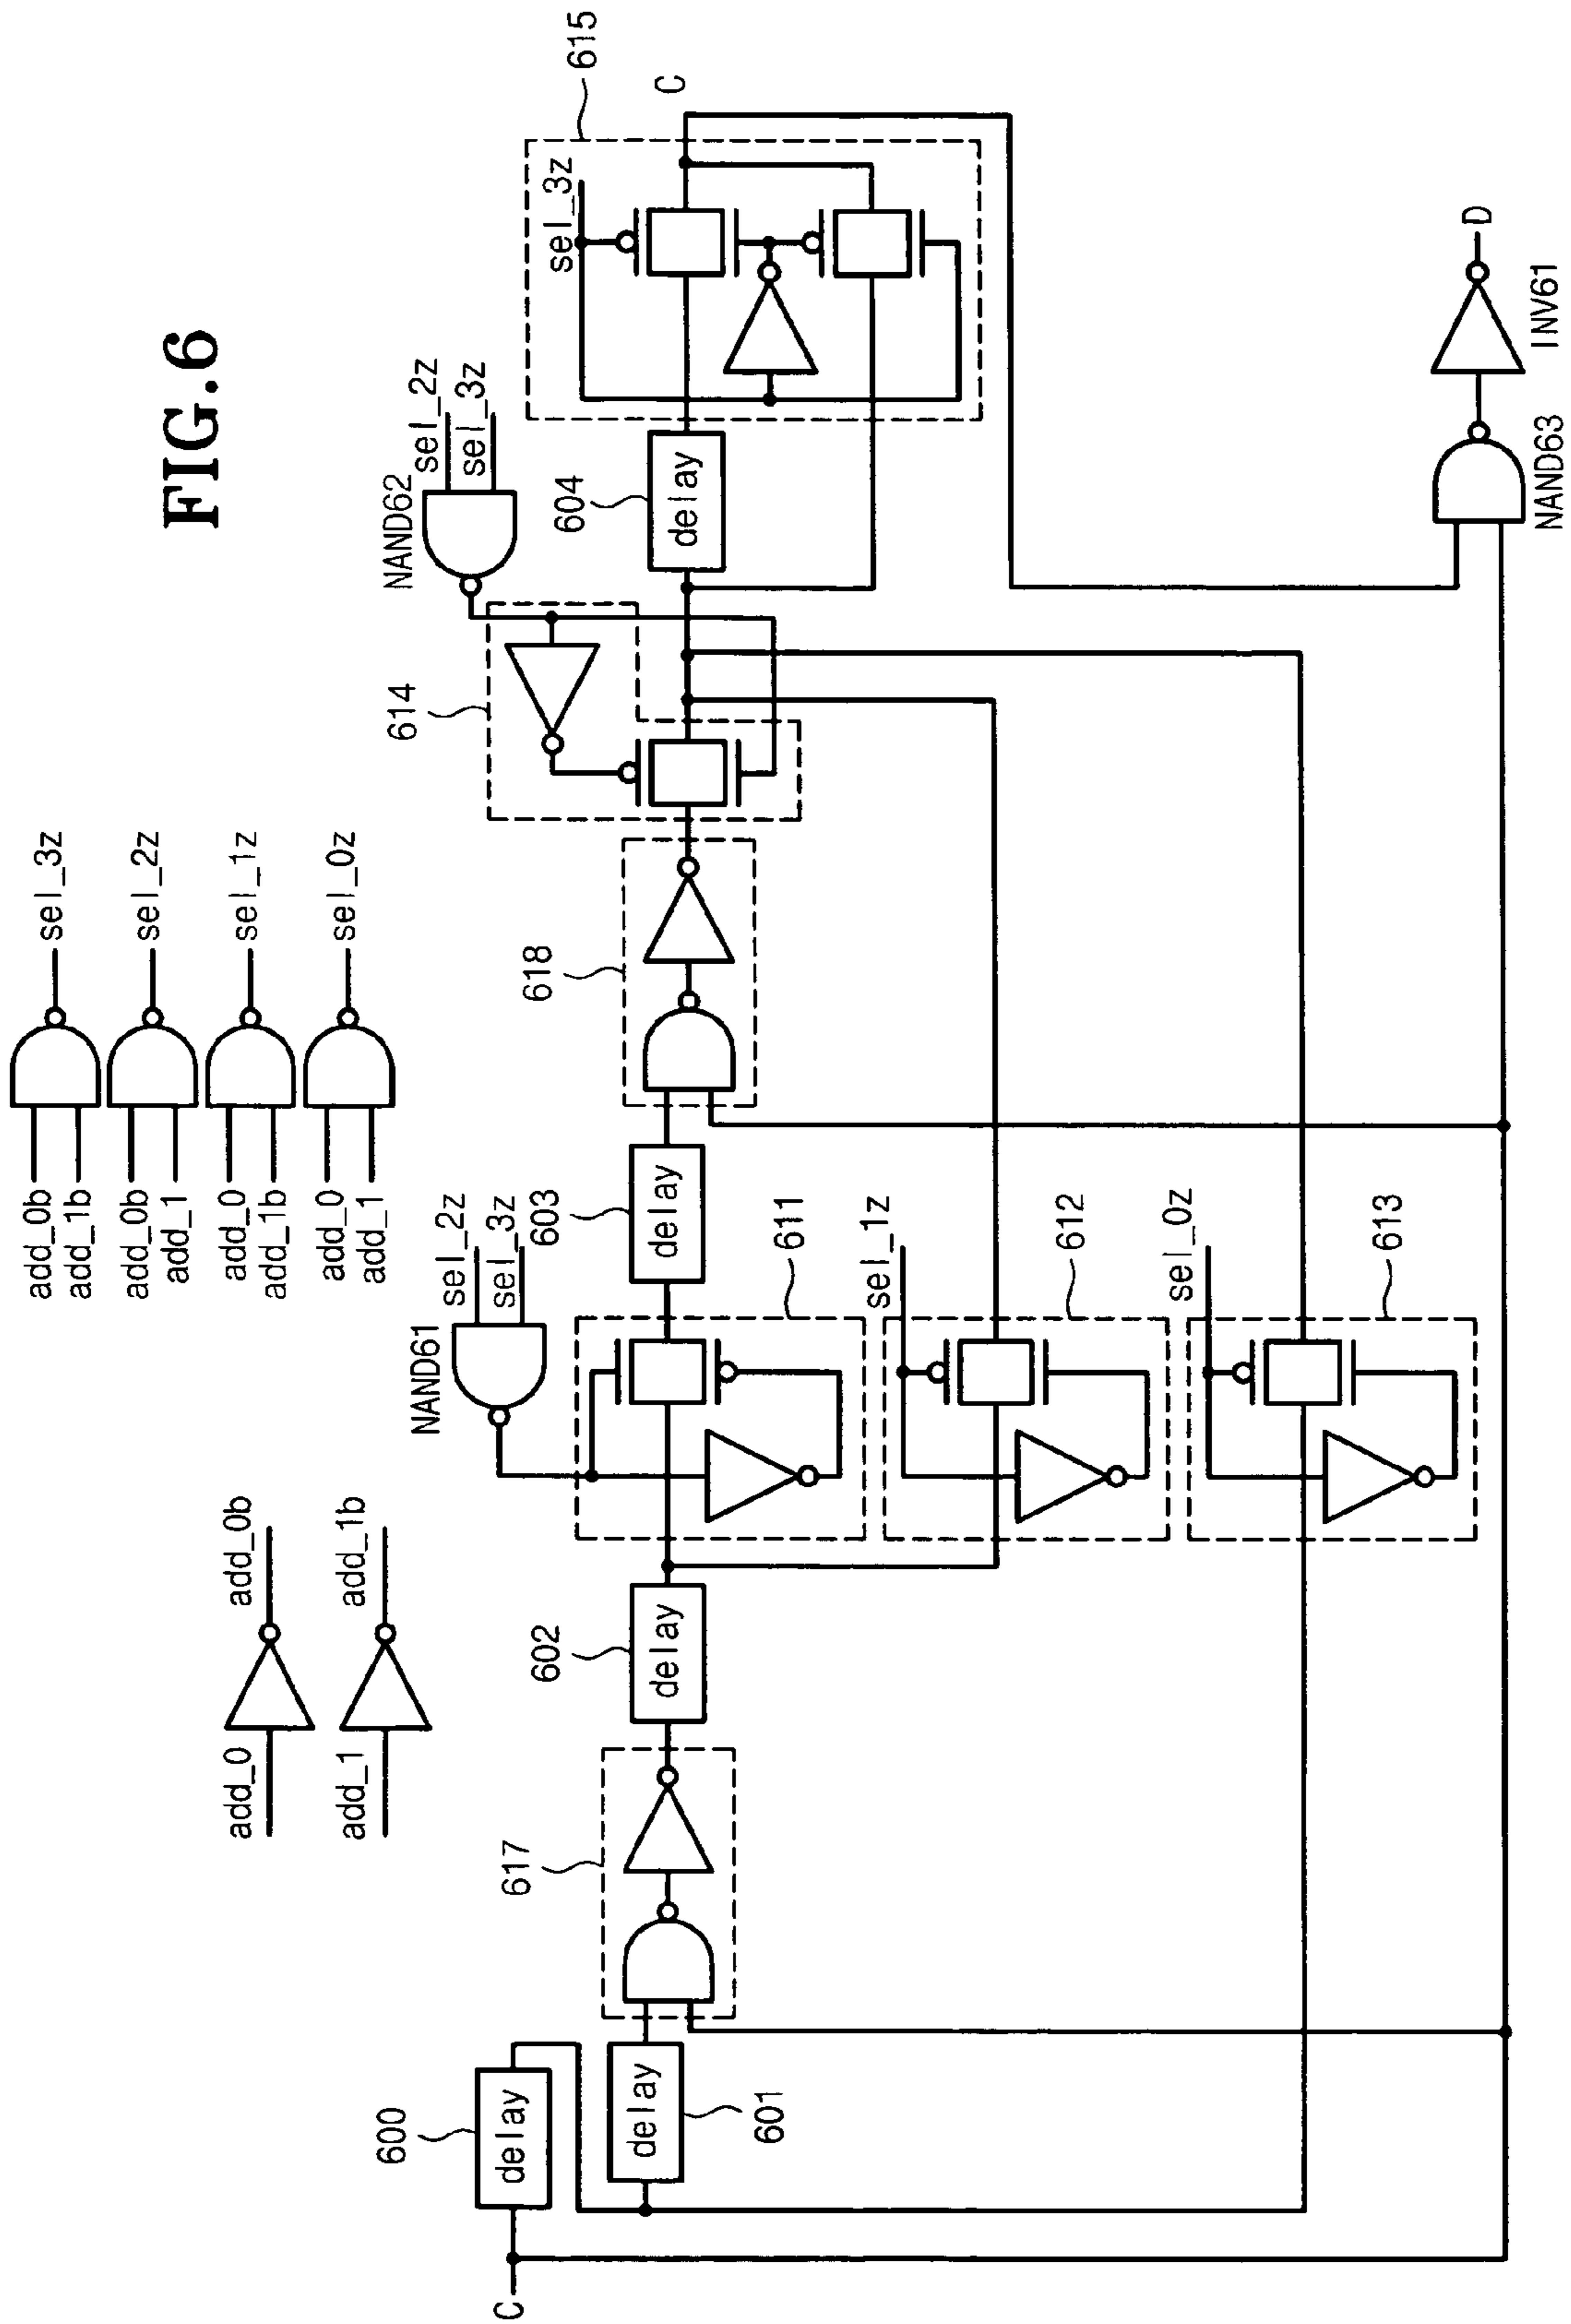 FIG.6
add_0
add_0b
add_1
add_1b
add_0b
add_1b
sel_3z
add_0b
add_1
sel_2z
add_0
add_1b
sel_1z
add_0
add_1
sel_0z
C
600
delay
delay
601
617
602
delay
NAND61
sel_2z
sel_3z
611
sel_1z
612
sel_0z
613
603
delay
618
614
NAND62
sel_2z
sel_3z
604
delay
sel_3z
615
C
NAND63
INV61
D